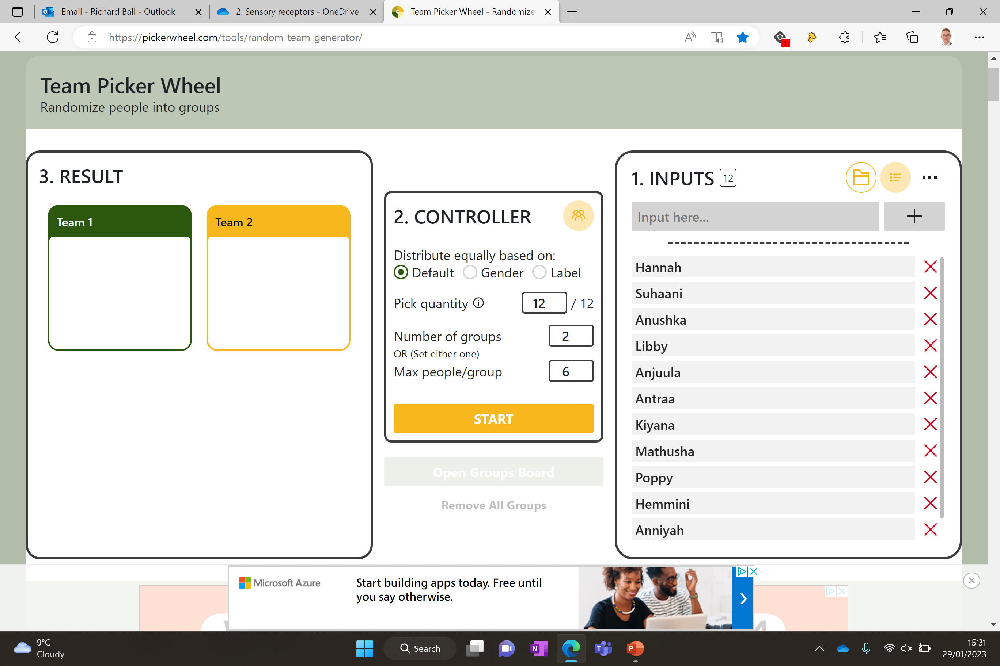 Email - Richard Ball - Outlook
2. Sensory receptors - OneDrive
Team Picker Wheel - Randomize
https://pickerwheel.com/tools/random-team-generator/
Team Picker Wheel
Randomize people into groups
3. RESULT
Team 1
Team 2
2. CONTROLLER
Distribute equally based on:
Default Gender Label
Pick quantity 12 / 12
Number of groups 2
OR (Set either one)
Max people/group 6
START
Open Groups Board
Remove All Groups
1. INPUTS 12
Input here...
Hannah
Suhaani
Anushka
Libby
Anjuula
Antraa
Kiyana
Mathusha
Poppy
Hemmini
Anniyah
Microsoft Azure
Start building apps today. Free until
you say otherwise.
9°C
Cloudy
Search
15:31
29/01/2023